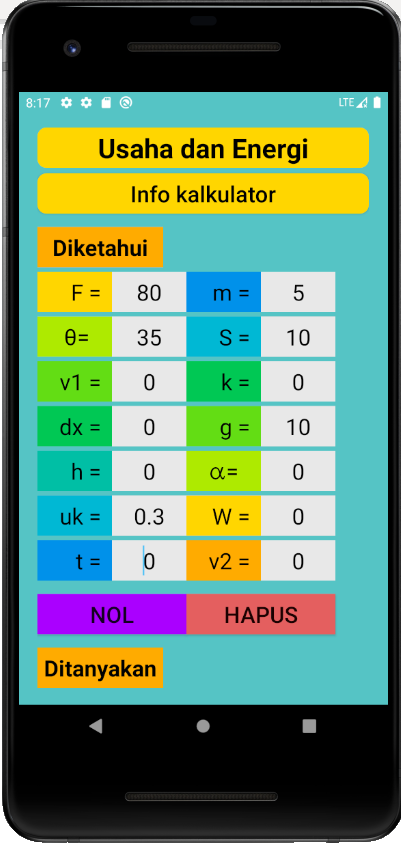 8:17 LTE
Usaha dan Energi
Info kalkulator
Diketahui
F = 80 m = 5
θ= 35 S = 10
v1 = 0 k = 0
dx = 0 g = 10
h = 0 α= 0
uk = 0.3 W = 0
t = 0 v2 = 0
NOL HAPUS
Ditanyakan